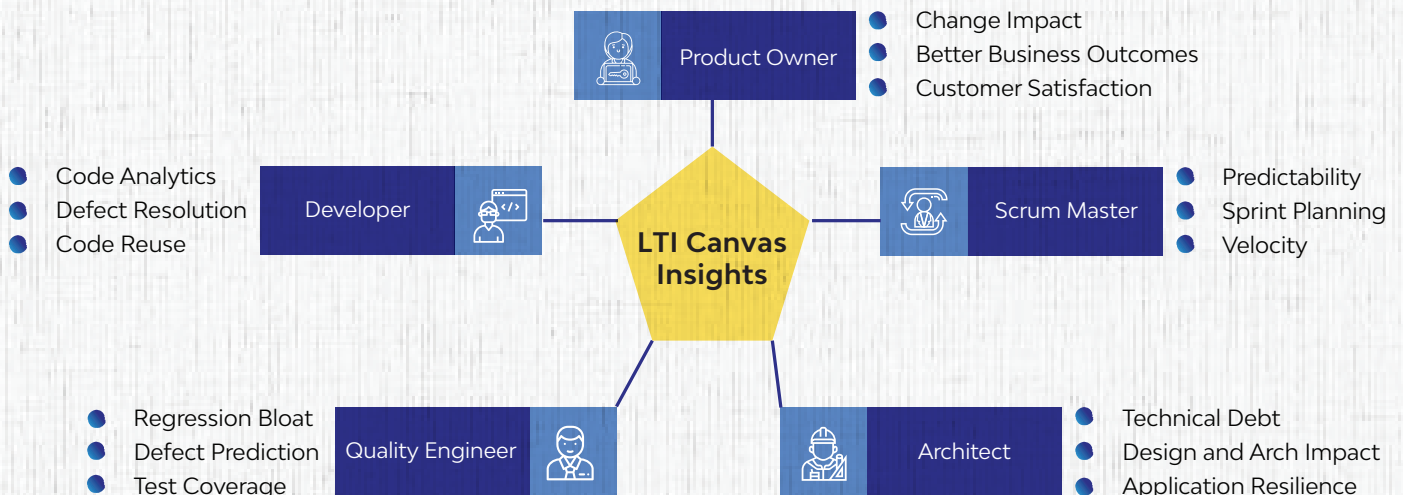 Product Owner
Change Impact
Better Business Outcomes
Customer Satisfaction
Code Analytics
Defect Resolution
Code Reuse
Developer
</>
LTI Canvas
Insights
Scrum Master
Predictability
Sprint Planning
Velocity
Regression Bloat
Defect Prediction
Test Coverage
Quality Engineer
Architect
Technical Debt
Design and Arch Impact
Application Resilience